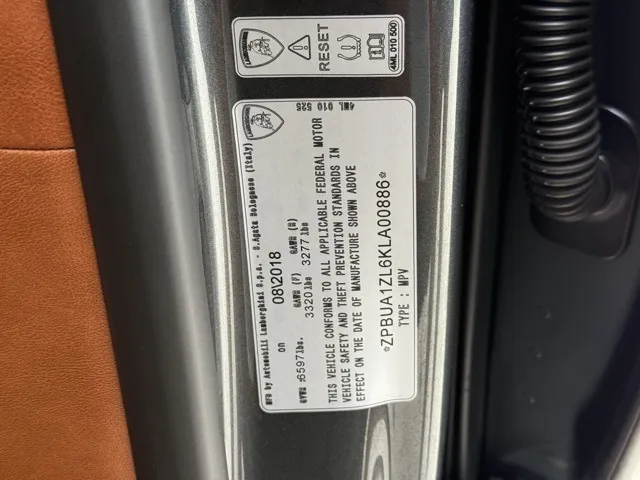 LAMBORGHINI
RESET
4ML 010 500
LAMBORGHINI
4ML 010 525
MFD by Automobili Lamborghini S.p.a. - S.Agata Bolognese (Italy)
on 08\2018
GVWR :6597lbs. GAWR (F) 3320lbs GAWR (R) 3277lbs
THIS VEHICLE CONFORMS TO ALL APPLICABLE FEDERAL MOTOR
VEHICLE SAFETY AND THEFT PREVENTION STANDARDS IN
EFFECT ON THE DATE OF MANUFACTURE SHOWN ABOVE
*ZPBUA1ZL6KLA00886*
TYPE : MPV